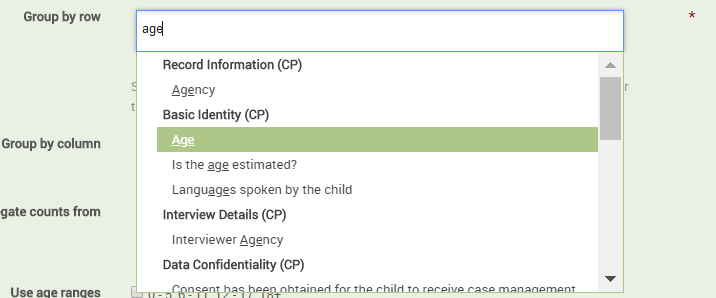 Group by row
age
*
Record Information (CP)
Agency
Basic Identity (CP)
Age
Is the age estimated?
Languages spoken by the child
Group by column
Interview Details (CP)
gate counts from
Interviewer Agency
Data Confidentiality (CP)
Consent has been obtained for the child to receive case management
Use age ranges